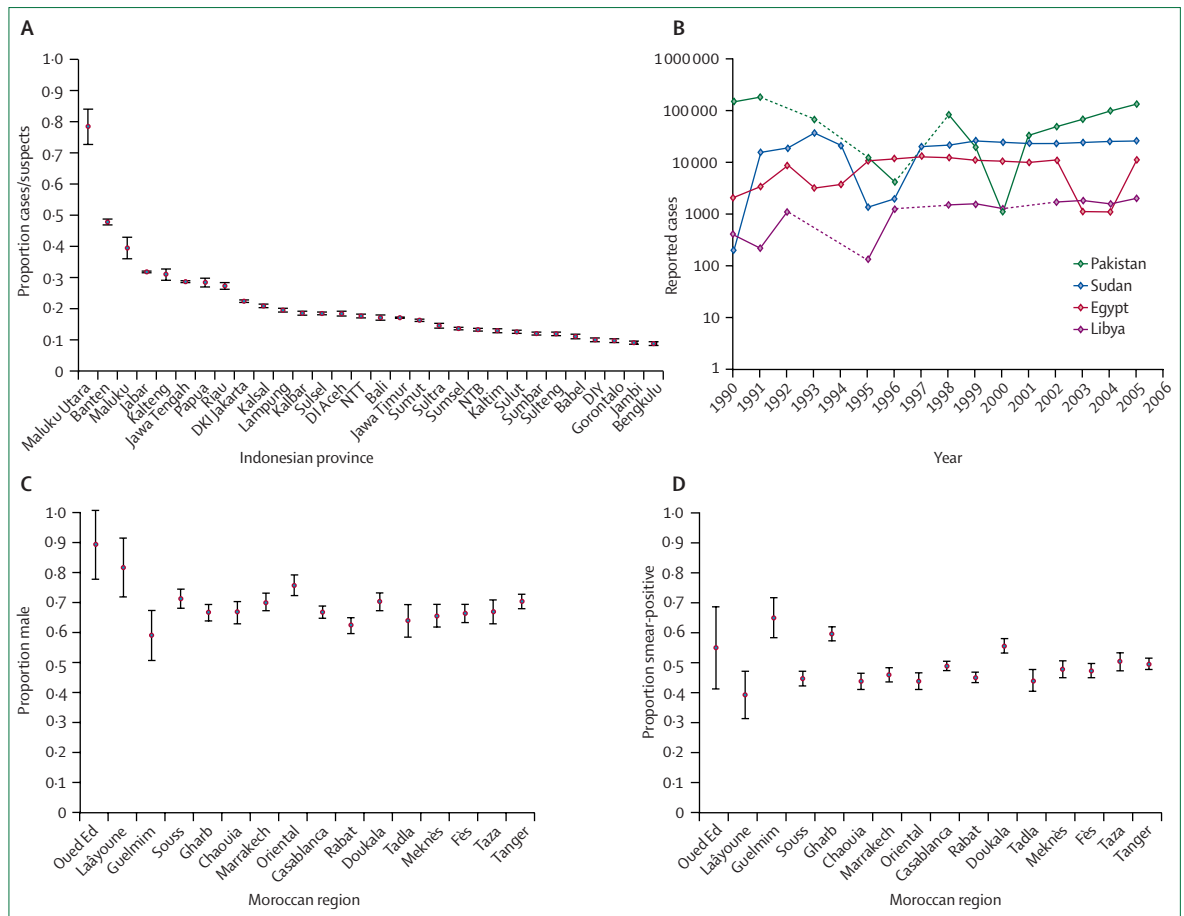 A
1·0
0·9
0·8
0·7
0·6
0·5
0·4
0·3
0·2
0·1
0
Proportion cases/suspects
Maluku Utara
Banten
Maluku
Jabar
Kalteng
Jawa Tengah
Papua
Riau
DKI Jakarta
Kalsal
Lampung
Kalbar
Sulsel
DI Aceh
NTT
Bali
Jawa Timur
Sumut
Sultra
Sumsel
NTB
Kaltim
Sulut
Sumbar
Sulteng
Babel
DIY
Gorontalo
Jambi
Bengkulu
Indonesian province
B
1000 000
100 000
10 000
1000
100
10
1
Reported cases
Pakistan
Sudan
Egypt
Libya
1990
1991
1992
1993
1994
1995
1996
1997
1998
1999
2000
2001
2002
2003
2004
2005
2006
Year
C
1·0
0·9
0·8
0·7
0·6
0·5
0·4
0·3
0·2
0·1
0
Proportion male
Oued Ed
Laâyoune
Guelmim
Souss
Gharb
Chaouia
Marrakech
Oriental
Casablanca
Rabat
Doukala
Tadla
Meknès
Fès
Taza
Tanger
Moroccan region
D
1·0
0·9
0·8
0·7
0·6
0·5
0·4
0·3
0·2
0·1
0
Proportion smear-positive
Oued Ed
Laâyoune
Guelmim
Souss
Gharb
Chaouia
Marrakech
Oriental
Casablanca
Rabat
Doukala
Tadla
Meknès
Fès
Taza
Tanger
Moroccan region